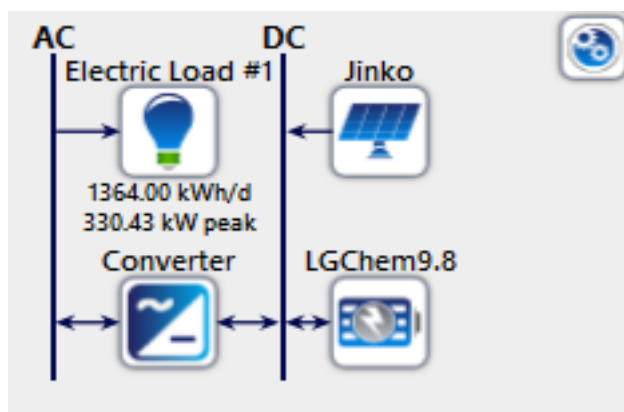 AC DC
Electric Load #1 Jinko
1364.00 kWh/d
330.43 kW peak
Converter LGChem9.8